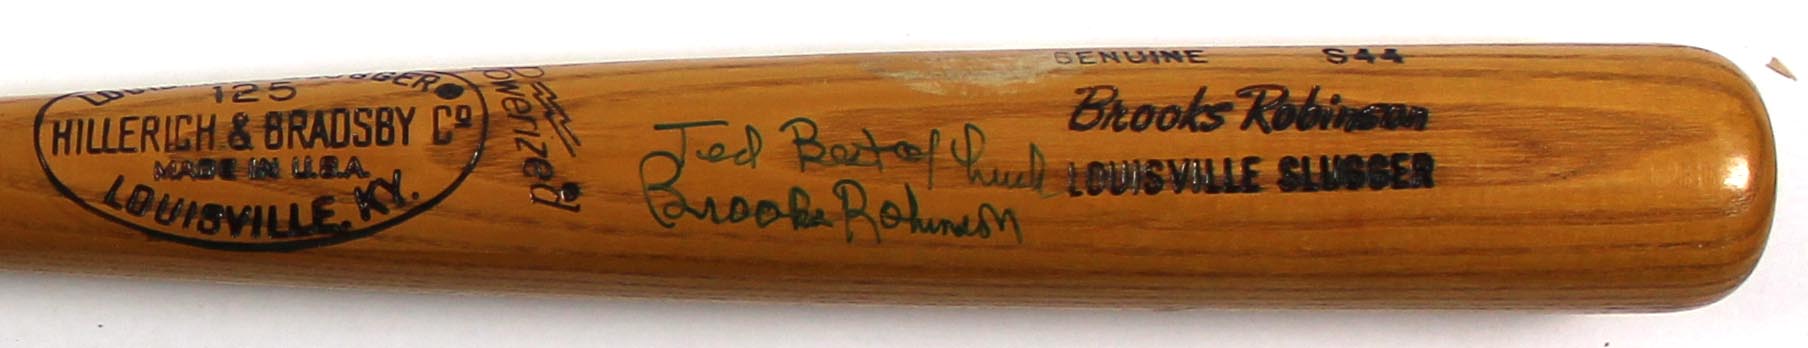 SLUGGER
125
HILLERICH & BRADSBY Co
MADE IN U.S.A.
LOUISVILLE, KY.
Powerized
Ted Best of Luck
Brooks Robinson
GENUINE S44
Brooks Robinson
LOUISVILLE SLUGGER